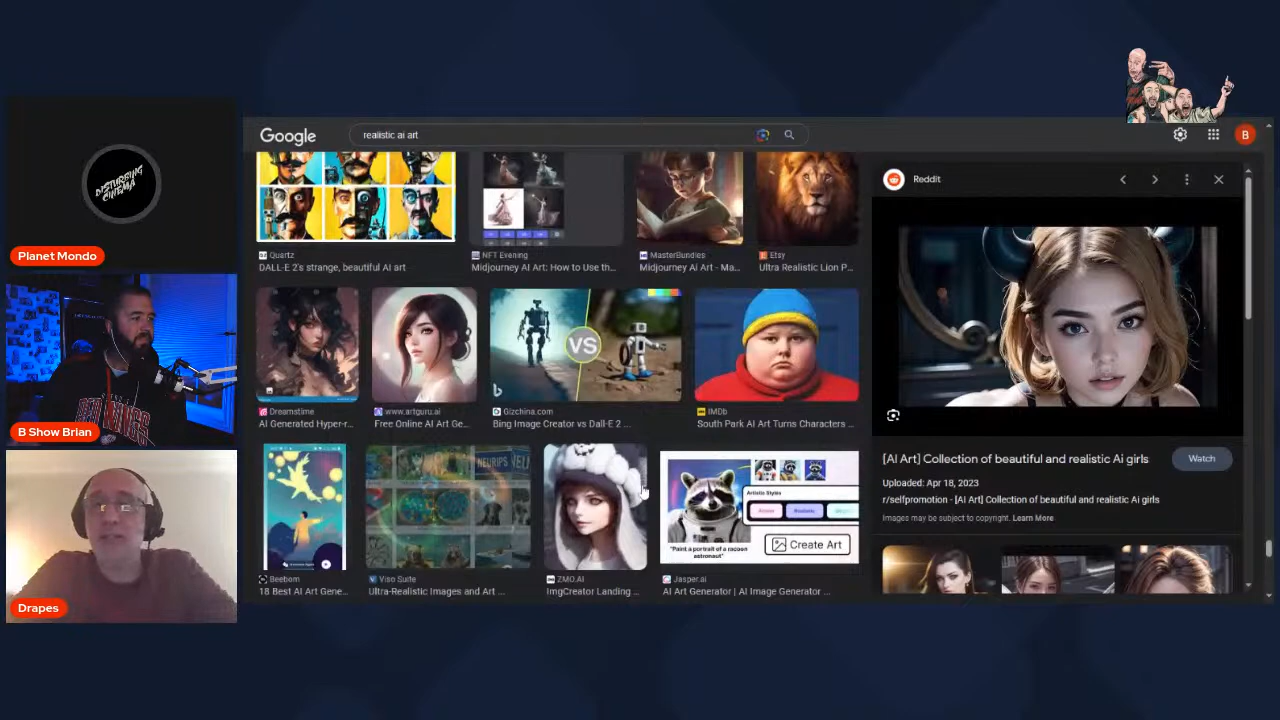 DISTURBING
CINEMA
Planet Mondo
B Show Brian
Drapes
Google
realistic ai art
B
Quartz
DALL-E 2's strange, beautiful AI art
NFT Evening
Midjourney AI Art: How to Use th...
MasterBundles
Midjourney Ai Art - Ma...
Etsy
Ultra Realistic Lion P...
VS
Dreamstime
AI Generated Hyper-r...
www.artguru.ai
Free Online AI Art Ge...
Gizchina.com
Bing Image Creator vs Dall-E 2 ...
IMDb
South Park AI Art Turns Characters ...
NEURIPS
Artistic Styles
"Paint a portrait of a racoon
astronaut"
Create Art
Beebom
18 Best AI Art Gene...
Viso Suite
Ultra-Realistic Images and Art ...
ZMO.AI
ImgCreator Landing ...
Jasper.ai
AI Art Generator | AI Image Generator ...
Reddit
[AI Art] Collection of beautiful and realistic Ai girls
Watch
Uploaded: Apr 18, 2023
r/selfpromotion - [AI Art] Collection of beautiful and realistic Ai girls
Images may be subject to copyright. Learn More